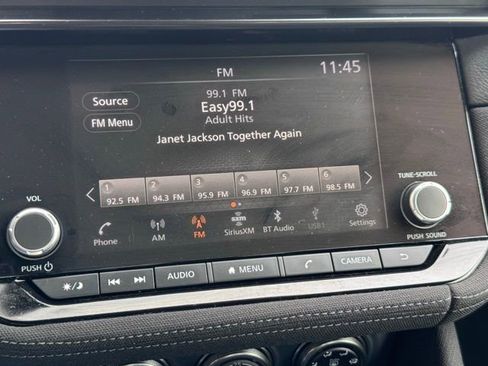 FM
11:45
Source
99.1 FM
Easy99.1
FM Menu
Adult Hits
Janet Jackson Together Again
1 2 3 4 5 6
92.5 FM 94.3 FM 95.9 FM 96.9 FM 97.7 FM 98.5 FM
VOL
TUNE·SCROLL
Phone AM FM SiriusXM BT Audio USB1 Settings
PUSH
PUSH SOUND
AUDIO MENU CAMERA